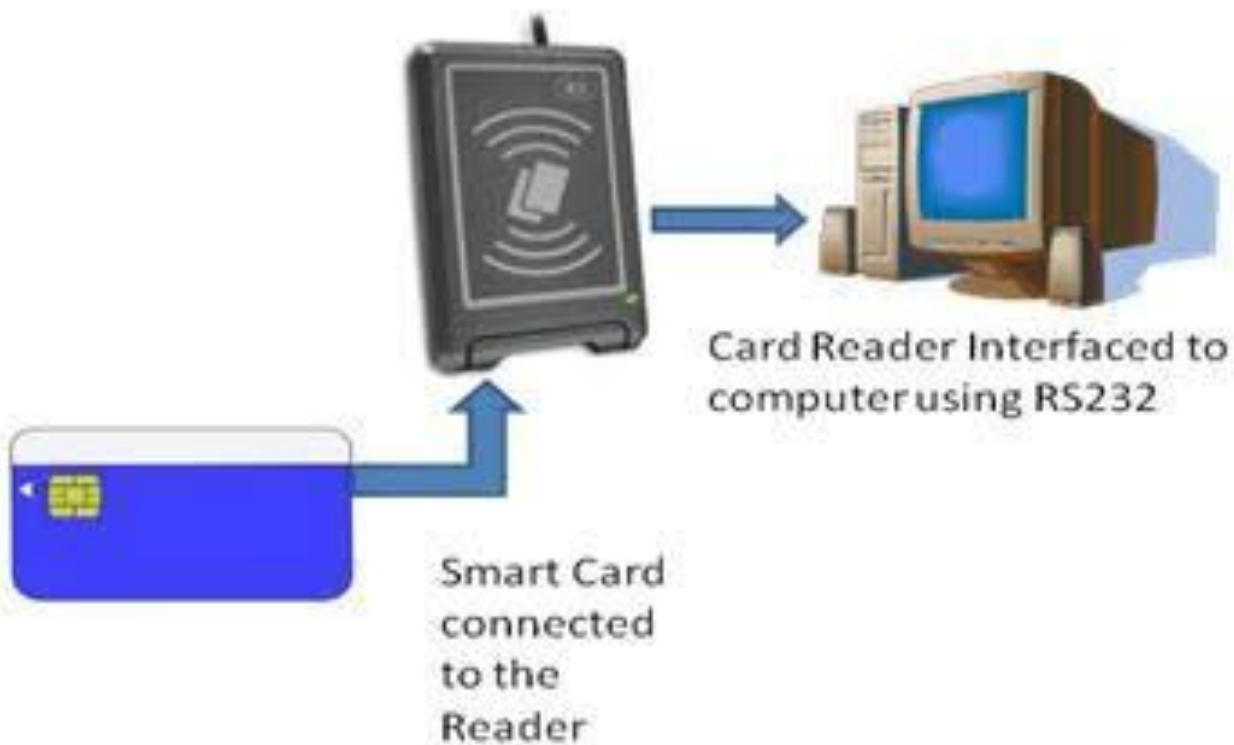 Card Reader Interfaced to
computer using RS232
Smart Card
connected
to the
Reader